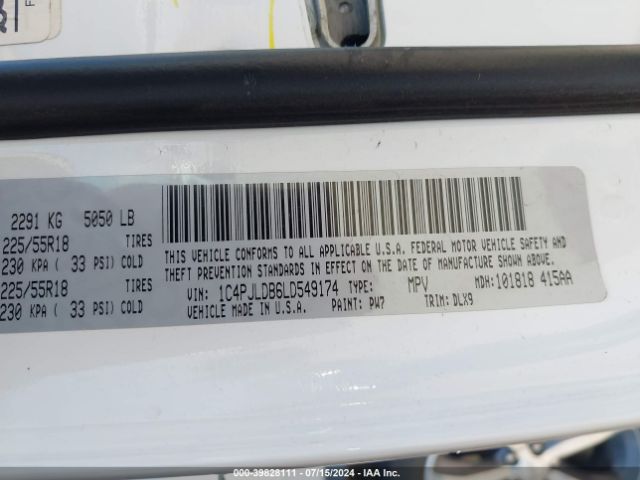 2291 KG 5050 LB
225/55R18 TIRES
230 KPA ( 33 PSI) COLD
225/55R18 TIRES
230 KPA ( 33 PSI) COLD
THIS VEHICLE CONFORMS TO ALL APPLICABLE U.S.A. FEDERAL MOTOR VEHICLE SAFETY AND
THEFT PREVENTION STANDARDS IN EFFECT ON THE DATE OF MANUFACTURE SHOWN ABOVE.
VIN: 1C4PJLDB6LD549174 TYPE: MPV MDH:101818 415AA
VEHICLE MADE IN U.S.A. PAINT: PW7 TRIM: DLX9
000-39828111 - 07/15/2024 - IAA Inc.